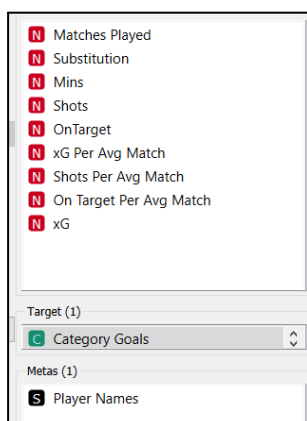 N Matches Played
N Substitution
N Mins
N Shots
N OnTarget
N xG Per Avg Match
N Shots Per Avg Match
N On Target Per Avg Match
N xG
Target (1)
C Category Goals
Metas (1)
S Player Names